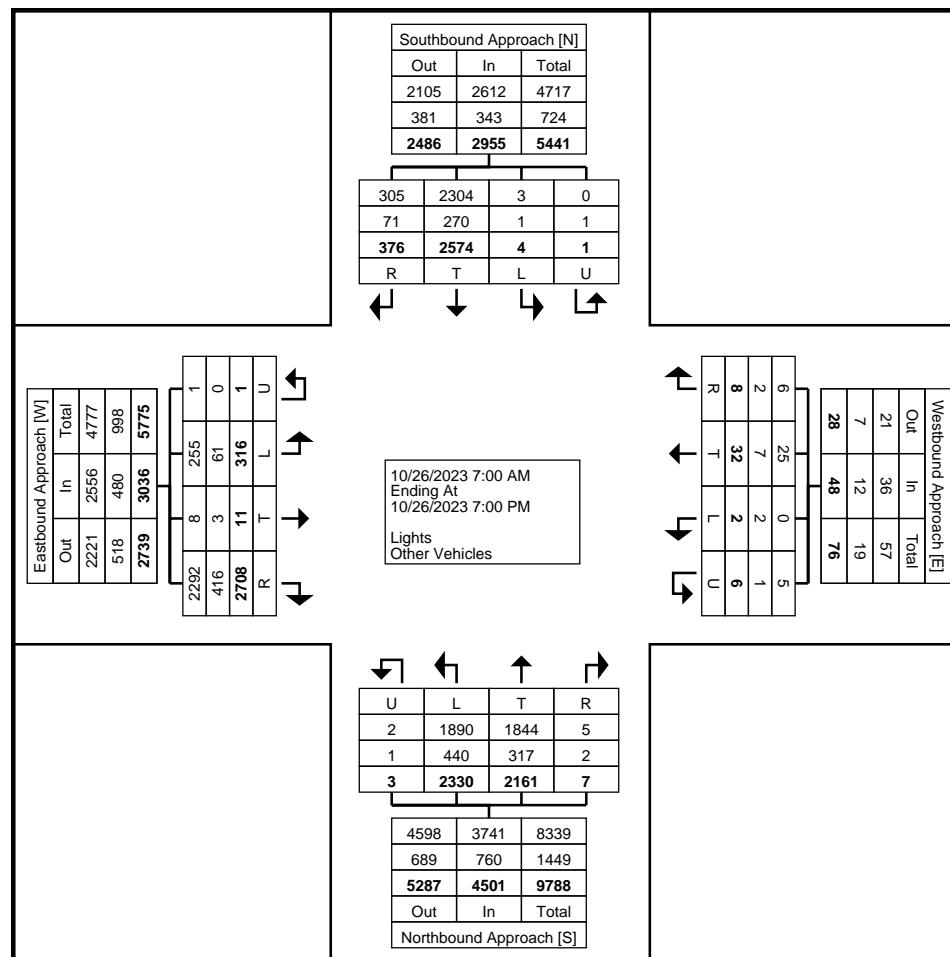 Southbound Approach [N]
Out In Total
2105 2612 4717
381 343 724
2486 2955 5441
305 2304 3 0
71 270 1 1
376 2574 4 1
R T L U
Eastbound Approach [W]
Out In Total
2221 2556 4777
518 480 998
2739 3036 5775
1 255 8 2292
0 61 3 416
1 316 11 2708
U L T R
10/26/2023 7:00 AM
Ending At
10/26/2023 7:00 PM
Lights
Other Vehicles
R T L U
8 32 2 6
2 7 2 1
6 25 0 5
Westbound Approach [E]
Out In Total
21 36 57
7 12 19
28 48 76
U L T R
2 1890 1844 5
1 440 317 2
3 2330 2161 7
4598 3741 8339
689 760 1449
5287 4501 9788
Out In Total
Northbound Approach [S]